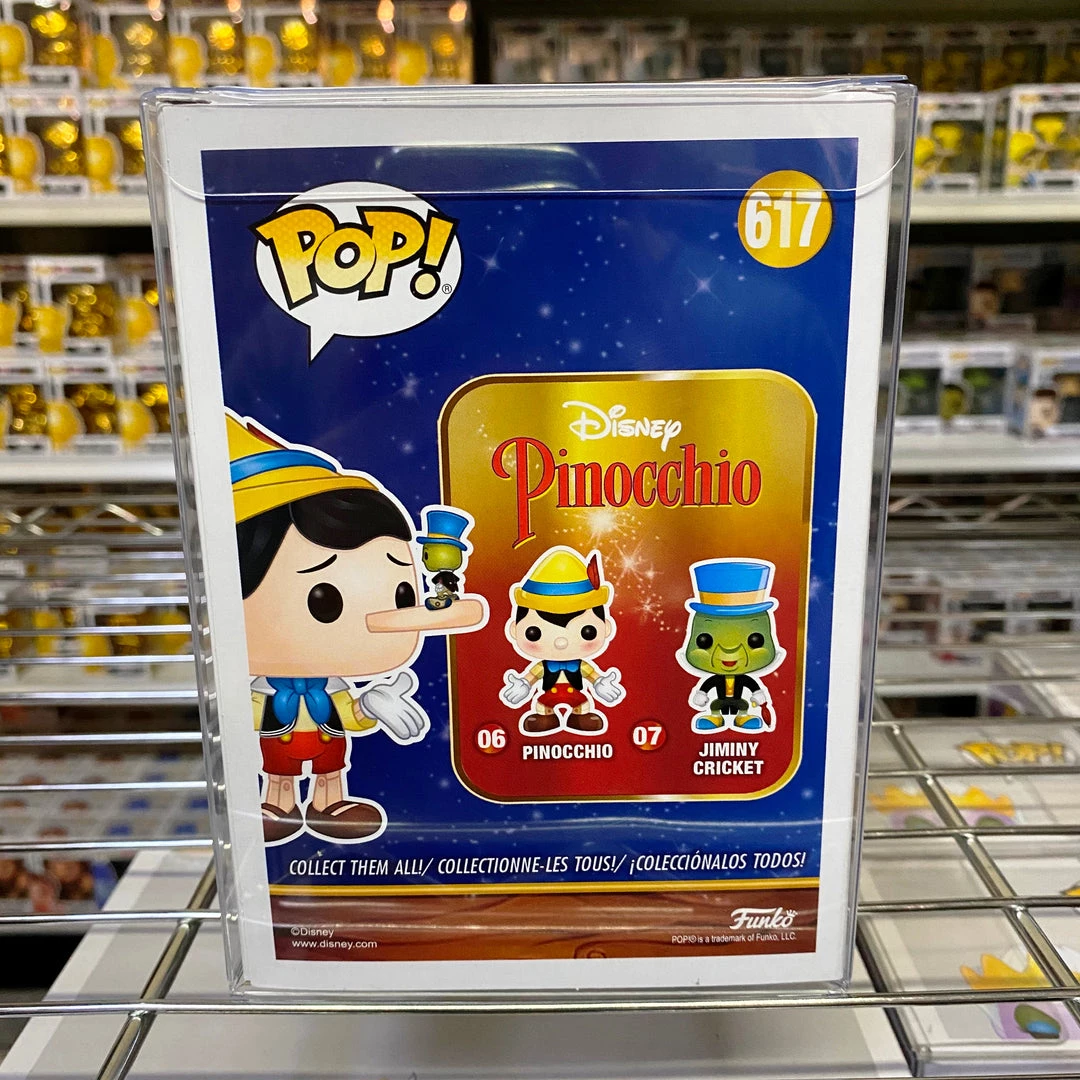 POP!®
617
Disney
Pinocchio
06 PINOCCHIO
07 JIMINY
CRICKET
COLLECT THEM ALL!/ COLLECTIONNE-LES TOUS!/ ¡COLECCIÓNALOS TODOS!
©Disney
www.disney.com
Funko
POP!® is a trademark of Funko, LLC.
POP!